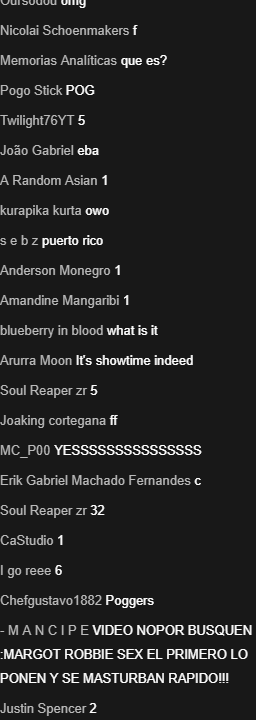 Oursodou omg
Nicolai Schoenmakers f
Memorias Analíticas que es?
Pogo Stick POG
Twilight76YT 5
João Gabriel eba
A Random Asian 1
kurapika kurta owo
s e b z puerto rico
Anderson Monegro 1
Amandine Mangaribi 1
blueberry in blood what is it
Arurra Moon It's showtime indeed
Soul Reaper zr 5
Joaking cortegana ff
MC_P00 YESSSSSSSSSSSSSSS
Erik Gabriel Machado Fernandes c
Soul Reaper zr 32
CaStudio 1
I go reee 6
Chefgustavo1882 Poggers
- M A N C I P E VIDEO NOPOR BUSQUEN
:MARGOT ROBBIE SEX EL PRIMERO LO
PONEN Y SE MASTURBAN RAPIDO!!!
Justin Spencer 2